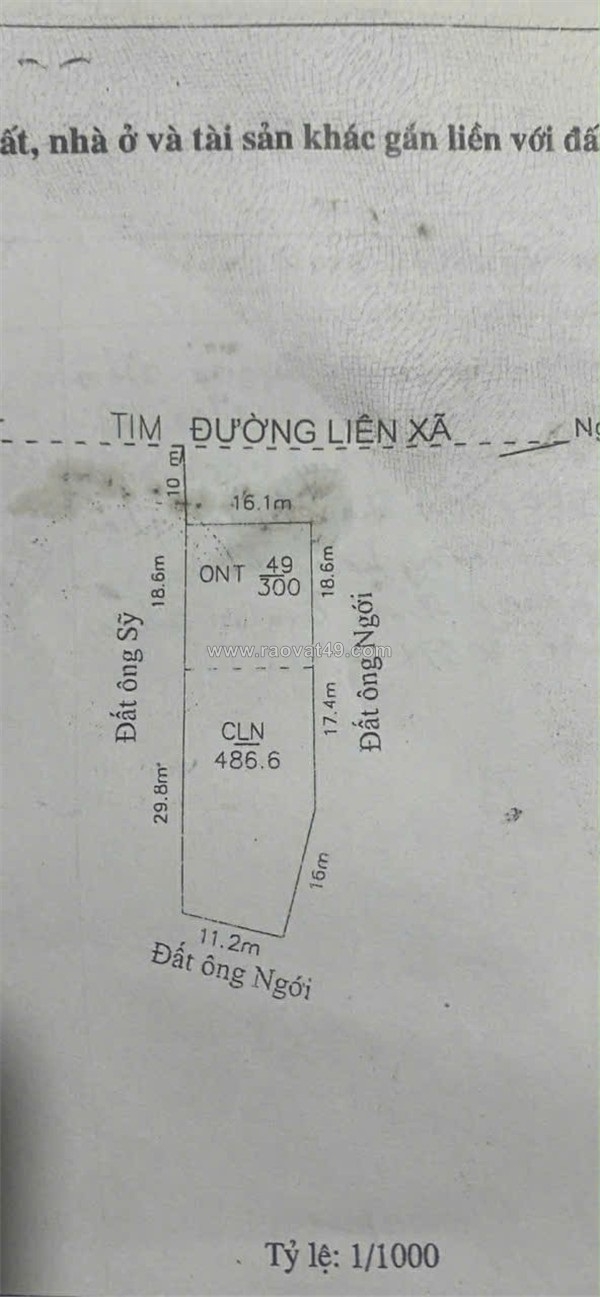 ất, nhà ở và tài sản khác gắn liền với đấ
TIM ĐƯỜNG LIÊN XÃ
Ng
10 m
16.1m
18.6m
ONT 49
300
18.6m
Đất ông Sỹ
Đất ông Ngới
www.raovat49.com
17.4m
CLN
486.6
29.8m
16m
11.2m
Đất ông Ngới
Tỷ lệ: 1/1000